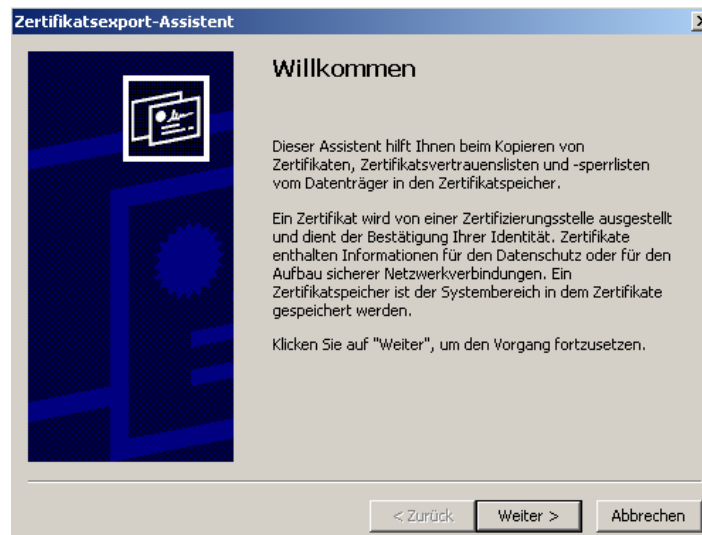 Zertifikatsexport-Assistent
Willkommen
Dieser Assistent hilft Ihnen beim Kopieren von
Zertifikaten, Zertifikatsvertrauenslisten und -sperrlisten
vom Datenträger in den Zertifikatspeicher.
Ein Zertifikat wird von einer Zertifizierungsstelle ausgestellt
und dient der Bestätigung Ihrer Identität. Zertifikate
enthalten Informationen für den Datenschutz oder für den
Aufbau sicherer Netzwerkverbindungen. Ein
Zertifikatspeicher ist der Systembereich in dem Zertifikate
gespeichert werden.
Klicken Sie auf "Weiter", um den Vorgang fortzusetzen.
< Zurück Weiter > Abbrechen